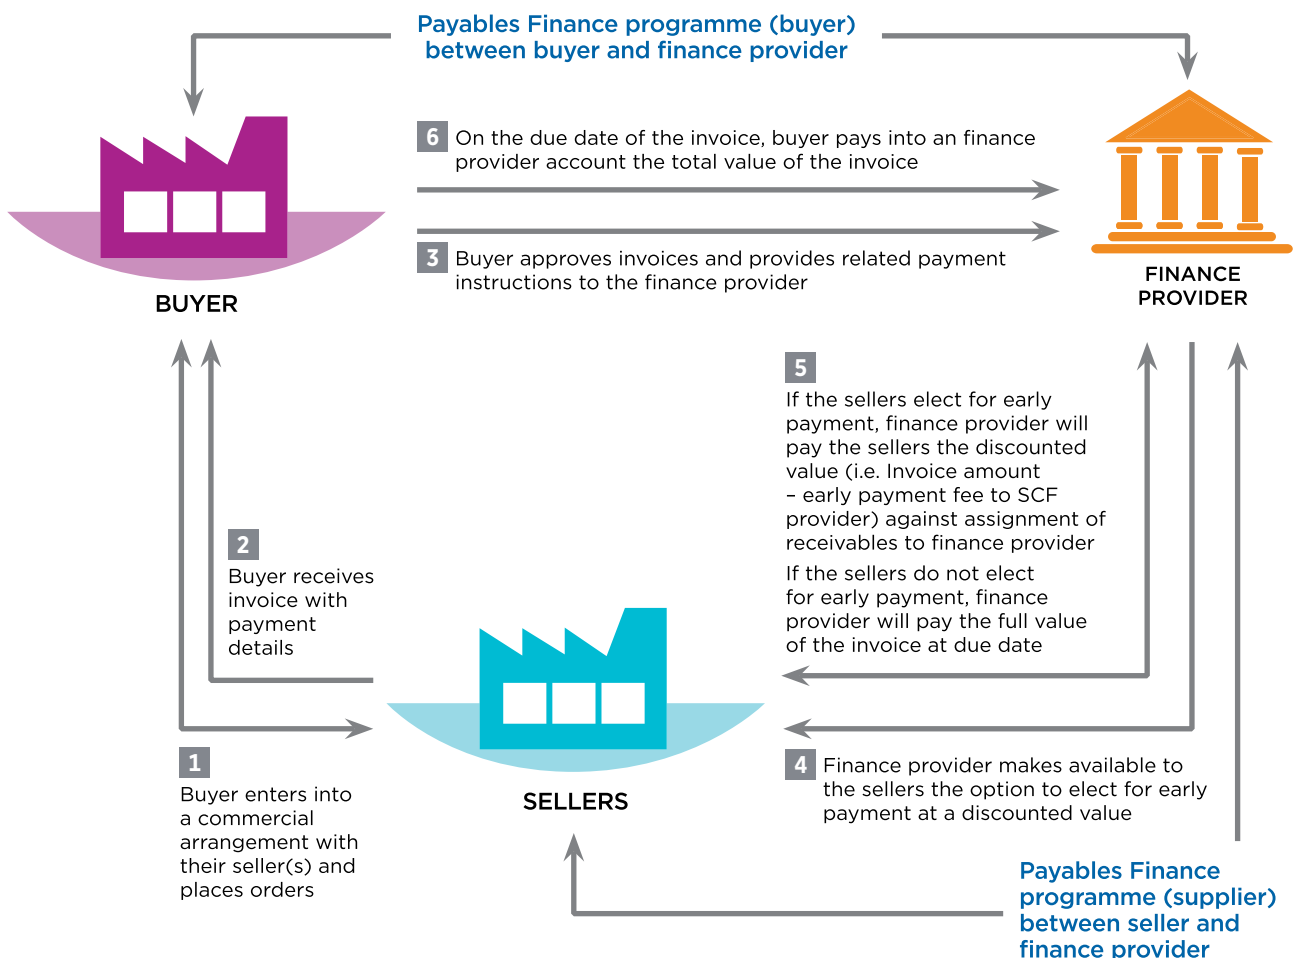 Payables Finance programme (buyer)
between buyer and finance provider
6
On the due date of the invoice, buyer pays into an finance
provider account the total value of the invoice
3
Buyer approves invoices and provides related payment
instructions to the finance provider
BUYER
FINANCE
PROVIDER
5
If the sellers elect for early
payment, finance provider will
pay the sellers the discounted
value (i.e. Invoice amount
– early payment fee to SCF
provider) against assignment of
receivables to finance provider
If the sellers do not elect
for early payment, finance
provider will pay the full value
of the invoice at due date
2
Buyer receives
invoice with
payment
details
1
Buyer enters into
a commercial
arrangement with
their seller(s) and
places orders
SELLERS
4
Finance provider makes available to
the sellers the option to elect for early
payment at a discounted value
Payables Finance
programme (supplier)
between seller and
finance provider